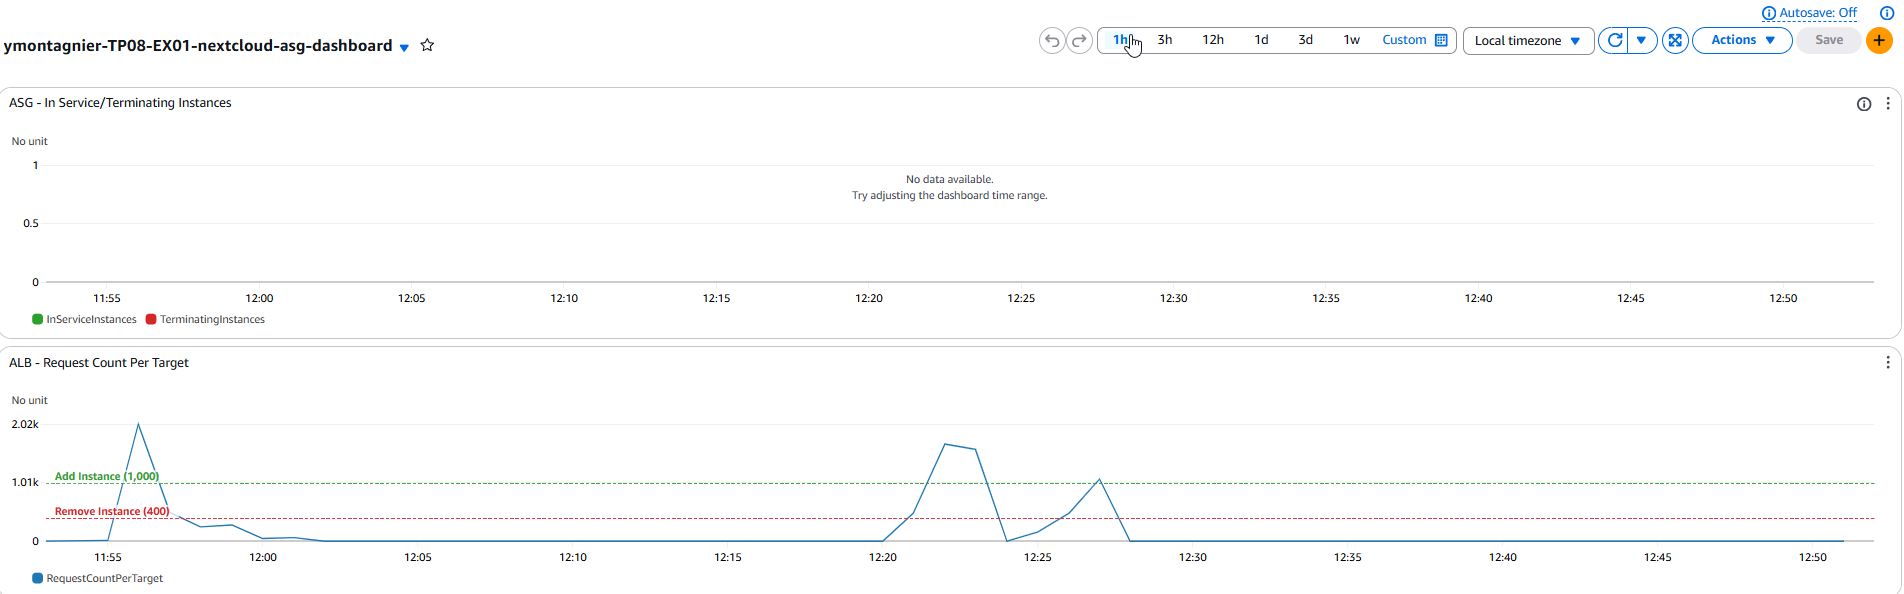 Autosave: Off
ymontagnier-TP08-EX01-nextcloud-asg-dashboard
1h 3h 12h 1d 3d 1w Custom Local timezone Actions Save
ASG - In Service/Terminating Instances
No unit
1
No data available.
Try adjusting the dashboard time range.
0.5
0
11:55 12:00 12:05 12:10 12:15 12:20 12:25 12:30 12:35 12:40 12:45 12:50
InServiceInstances TerminatingInstances
ALB - Request Count Per Target
No unit
2.02k
Add Instance (1,000)
1.01k
Remove Instance (400)
0
11:55 12:00 12:05 12:10 12:15 12:20 12:25 12:30 12:35 12:40 12:45 12:50
RequestCountPerTarget